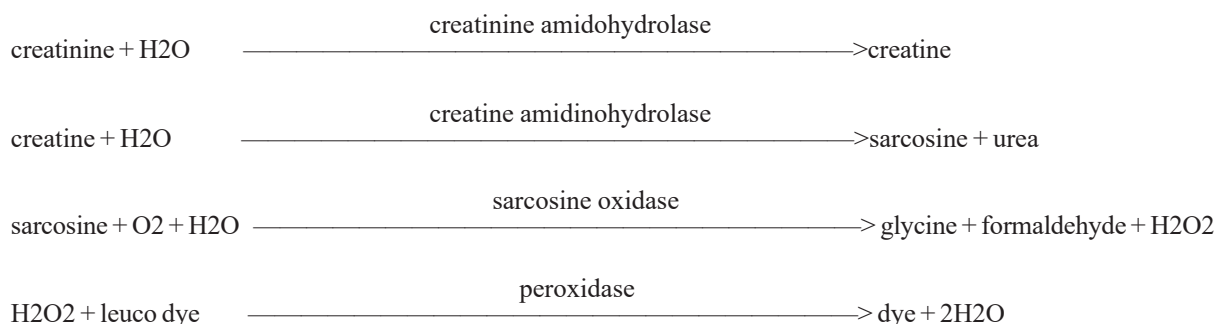 creatinine amidohydrolase
creatinine + H2O ———————————————————————>creatine
creatine amidinohydrolase
creatine + H2O ———————————————————————>sarcosine + urea
sarcosine oxidase
sarcosine + O2 + H2O ———————————————————————> glycine + formaldehyde + H2O2
peroxidase
H2O2 + leuco dye ———————————————————————> dye + 2H2O